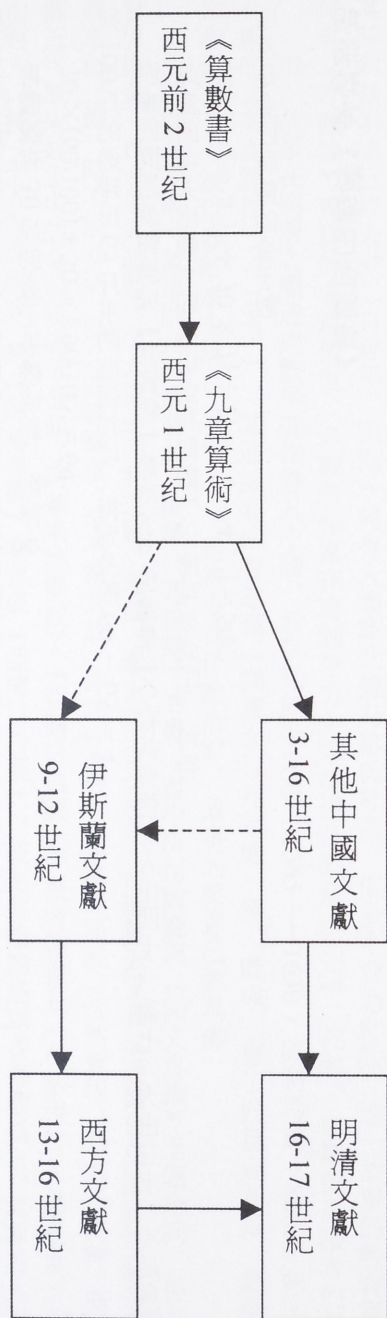 《算數書》
西元前 2 世纪
《九章算術》
西元 1 世纪
其他中國文獻
3-16 世紀
伊斯蘭文獻
9-12 世紀
明清文獻
16-17 世紀
西方文獻
13-16 世紀